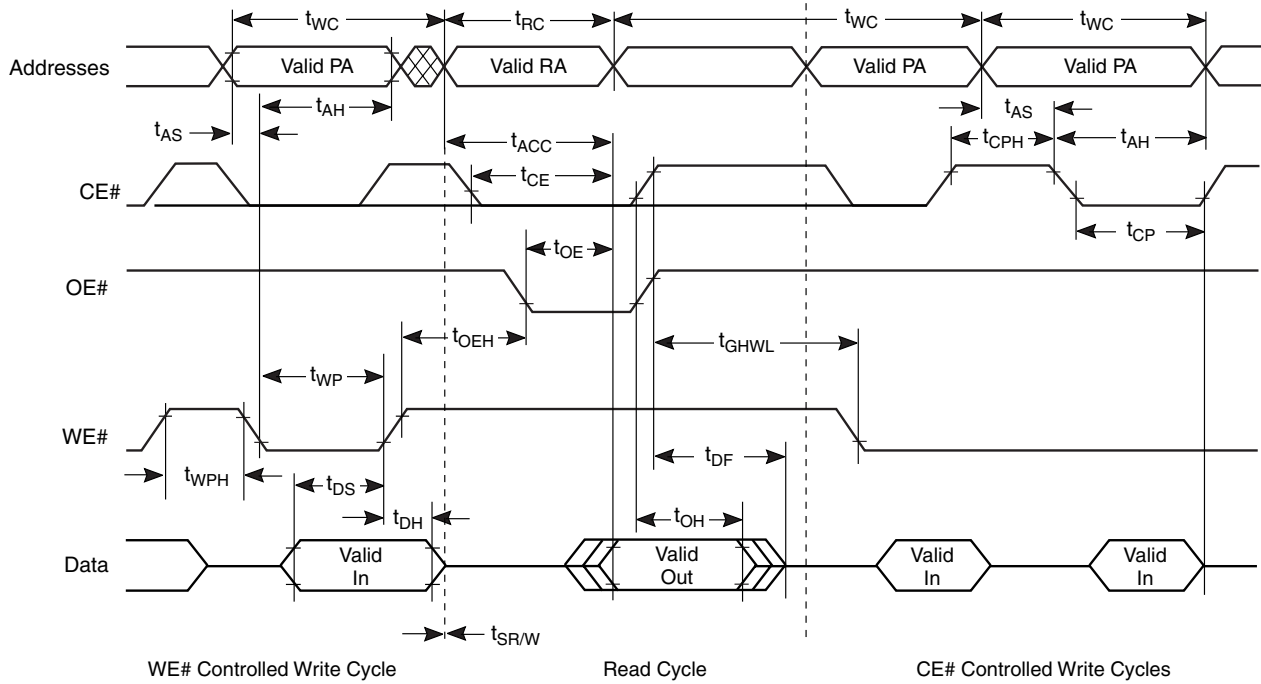 tWC tRC tWC tWC
Addresses Valid PA Valid RA Valid PA Valid PA
tAH tAS
tAS tACC tCPH tAH
CE# tCE
tOE tCP
OE#
tOEH tGHWL
tWP
WE#
tWPH tDS tDF
tDH tOH
Data Valid In Valid Out Valid In Valid In
tSR/W
WE# Controlled Write Cycle Read Cycle CE# Controlled Write Cycles